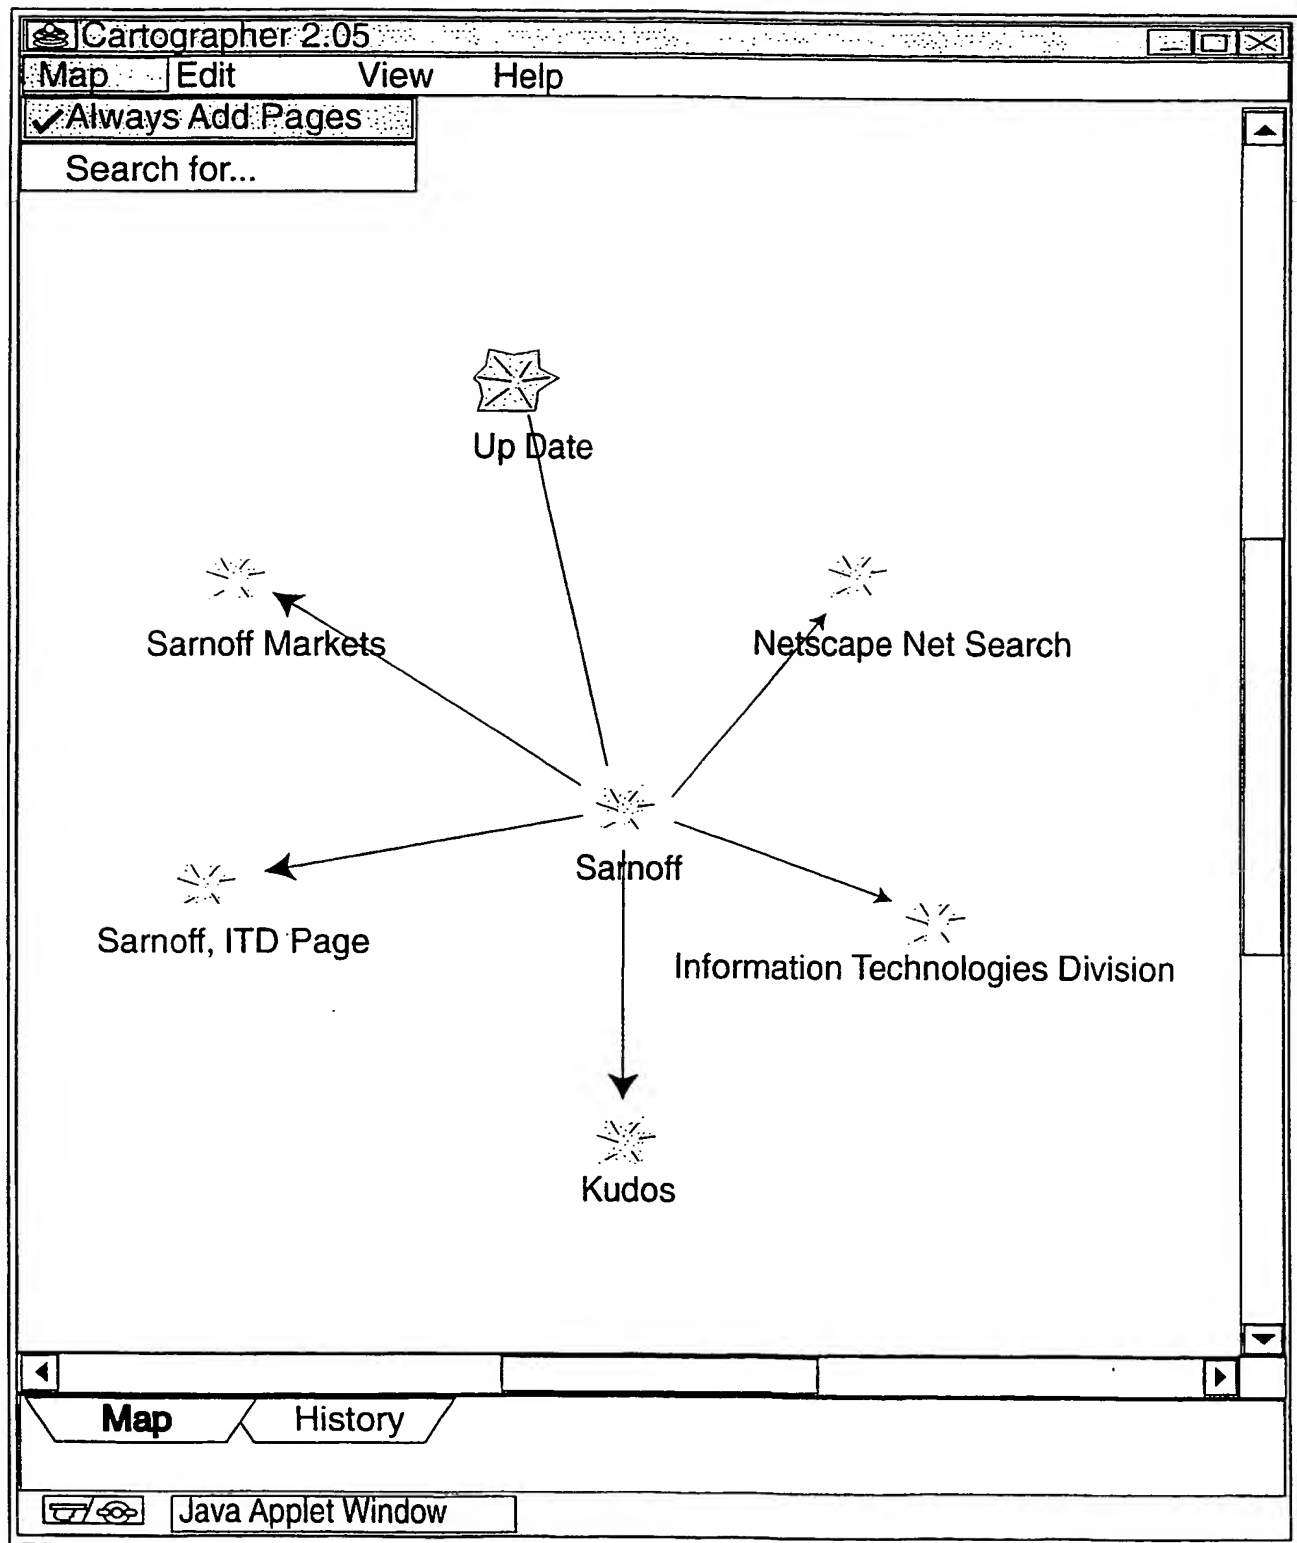 Cartographer 2.05
Map Edit View Help
✓Always Add Pages
Search for...
Up Date
Sarnoff Markets
Netscape Net Search
Sarnoff
Sarnoff, ITD Page
Information Technologies Division
Kudos
Map History
Java Applet Window